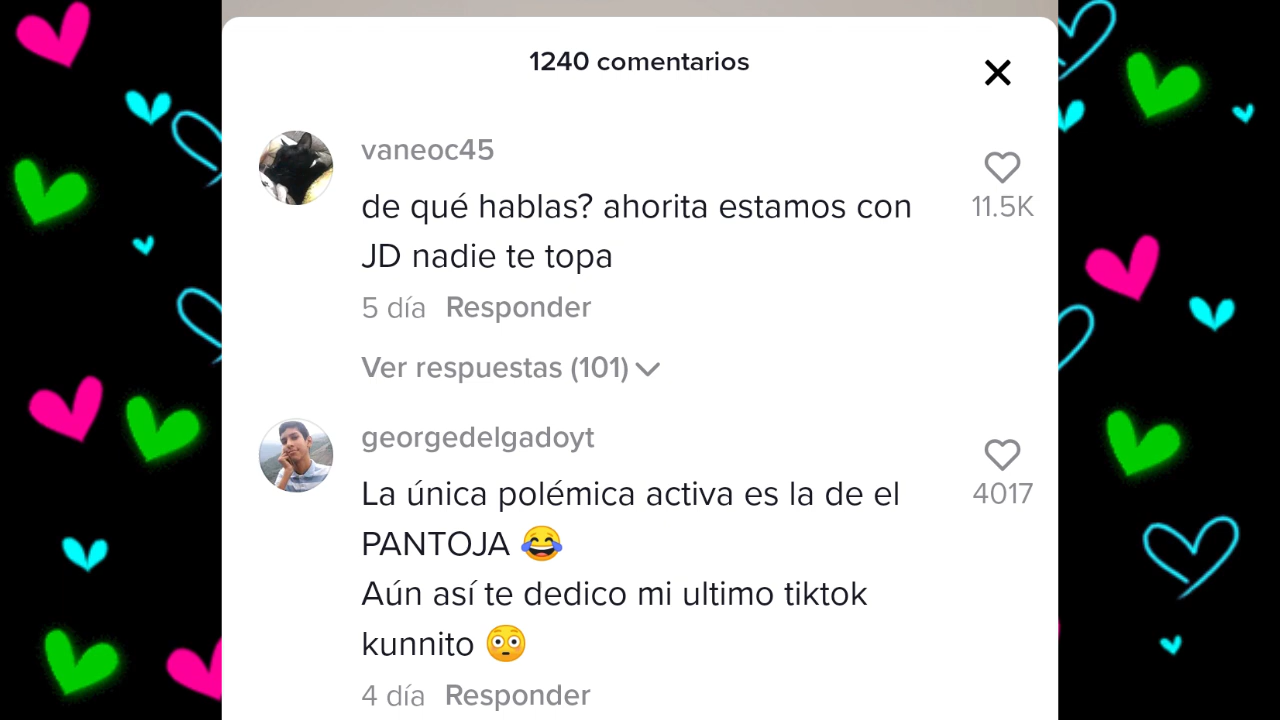 1240 comentarios
vaneoc45
de qué hablas? ahorita estamos con
JD nadie te topa
11.5K
5 día Responder
Ver respuestas (101)
georgedelgadoyt
La única polémica activa es la de el
PANTOJA 😂
4017
Aún así te dedico mi ultimo tiktok
kunnito 😳
4 día Responder